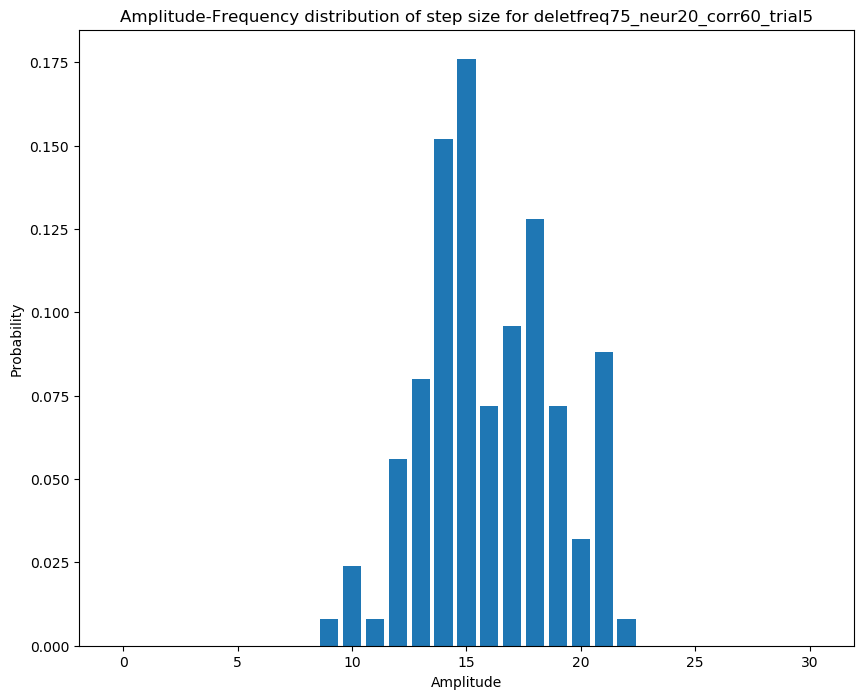 Amplitude-Frequency distribution of step size for deletfreq75_neur20_corr60_trial5
0.175
0.150
0.125
0.100
0.075
0.050
0.025
0.000
Probability
0 5 10 15 20 25 30
Amplitude